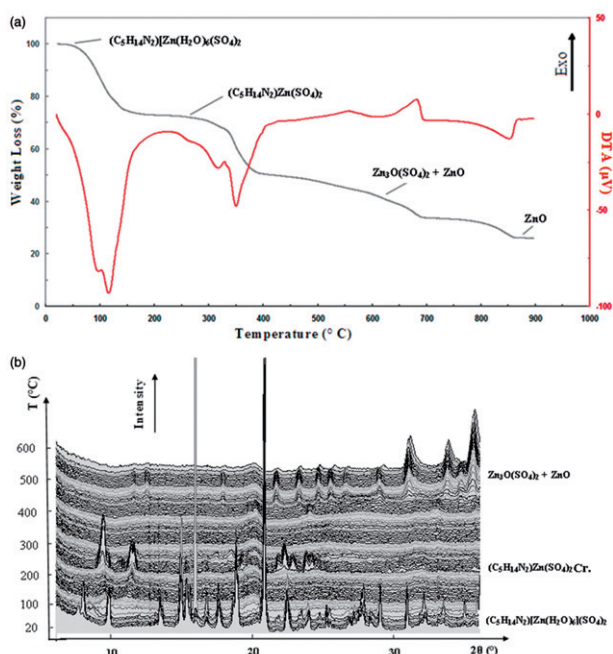 (a)
(C₅H₁₄N₂)[Zn(H₂O)₆(SO₄)₂
Exo
(C₅H₁₄N₂)Zn(SO₄)₂
Zn₃O(SO₄)₂ + ZnO
ZnO
Weight Loss (%)
100
80
60
40
20
0
DTA (μV)
50
0
-50
-100
0 100 200 300 400 500 600 700 800 900 1000
Temperature (° C)
(b)
T (°C)
Intensity
600
500
400
300
200
100
20
Zn₃O(SO₄)₂ + ZnO
(C₅H₁₄N₂)Zn(SO₄)₂ Cr.
(C₅H₁₄N₂)[Zn(H₂O)₆](SO₄)₂
10 20 30 2θ (°)